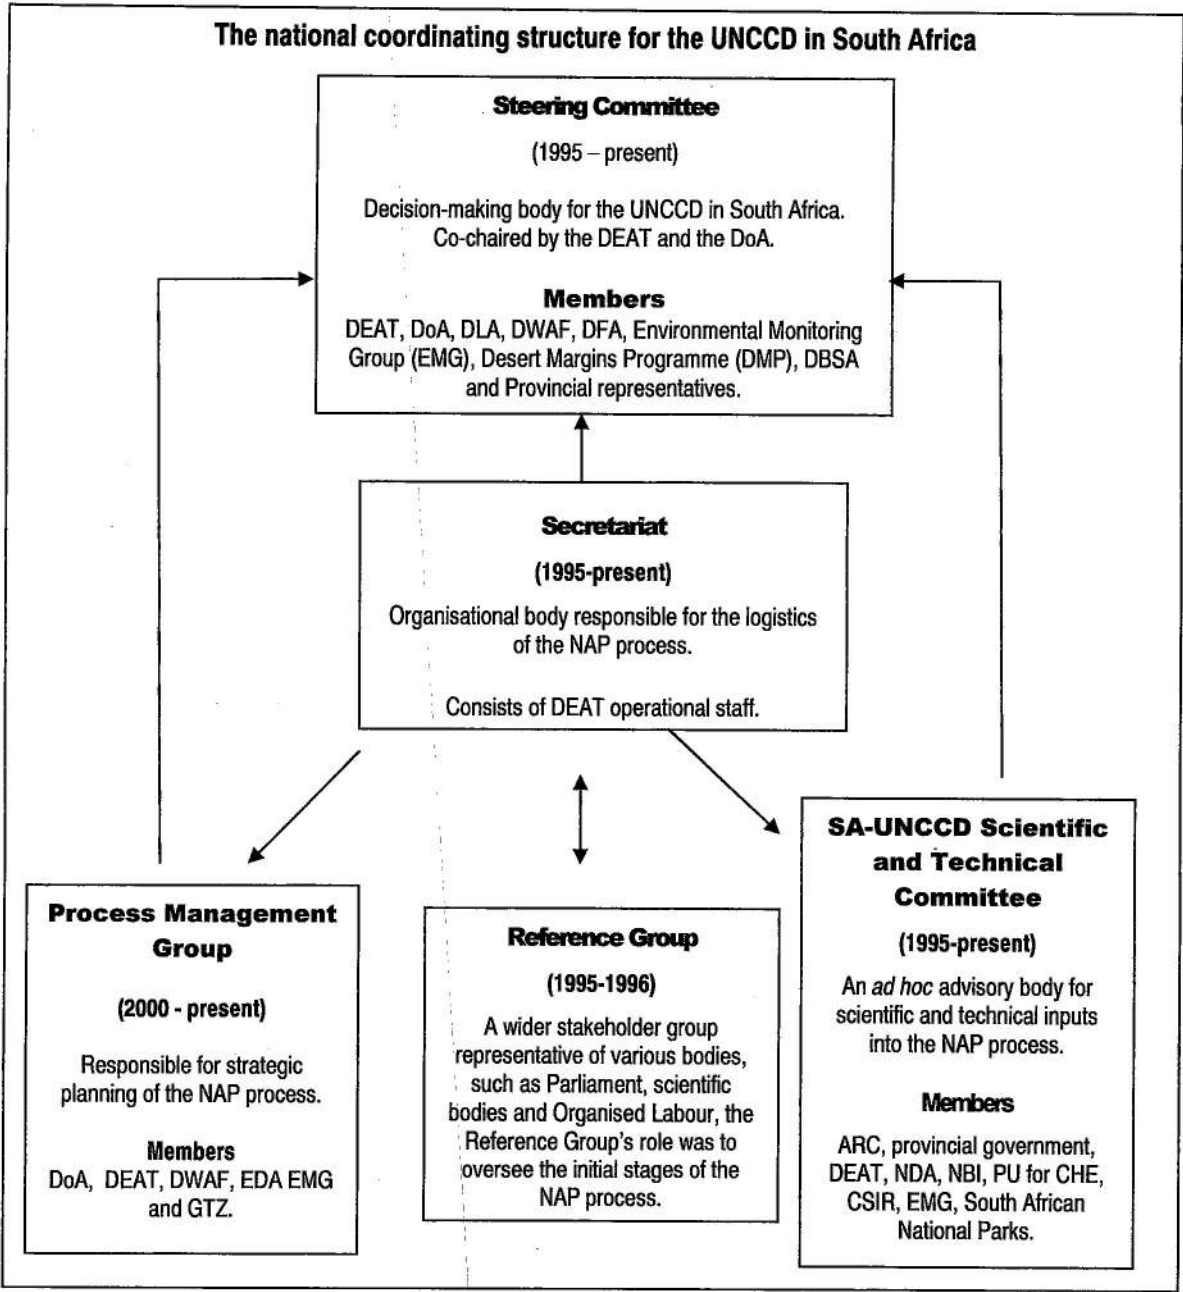 The national coordinating structure for the UNCCD in South Africa
Steering Committee
(1995 – present)
Decision-making body for the UNCCD in South Africa.
Co-chaired by the DEAT and the DoA.
Members
DEAT, DoA, DLA, DWAF, DFA, Environmental Monitoring
Group (EMG), Desert Margins Programme (DMP), DBSA
and Provincial representatives.
Secretariat
(1995-present)
Organisational body responsible for the logistics
of the NAP process.
Consists of DEAT operational staff.
Process Management
Group
(2000 - present)
Responsible for strategic
planning of the NAP process.
Members
DoA, DEAT, DWAF, EDA EMG
and GTZ.
Reference Group
(1995-1996)
A wider stakeholder group
representative of various bodies,
such as Parliament, scientific
bodies and Organised Labour, the
Reference Group's role was to
oversee the initial stages of the
NAP process.
SA-UNCCD Scientific
and Technical
Committee
(1995-present)
An ad hoc advisory body for
scientific and technical inputs
into the NAP process.
Members
ARC, provincial government,
DEAT, NDA, NBI, PU for CHE,
CSIR, EMG, South African
National Parks.